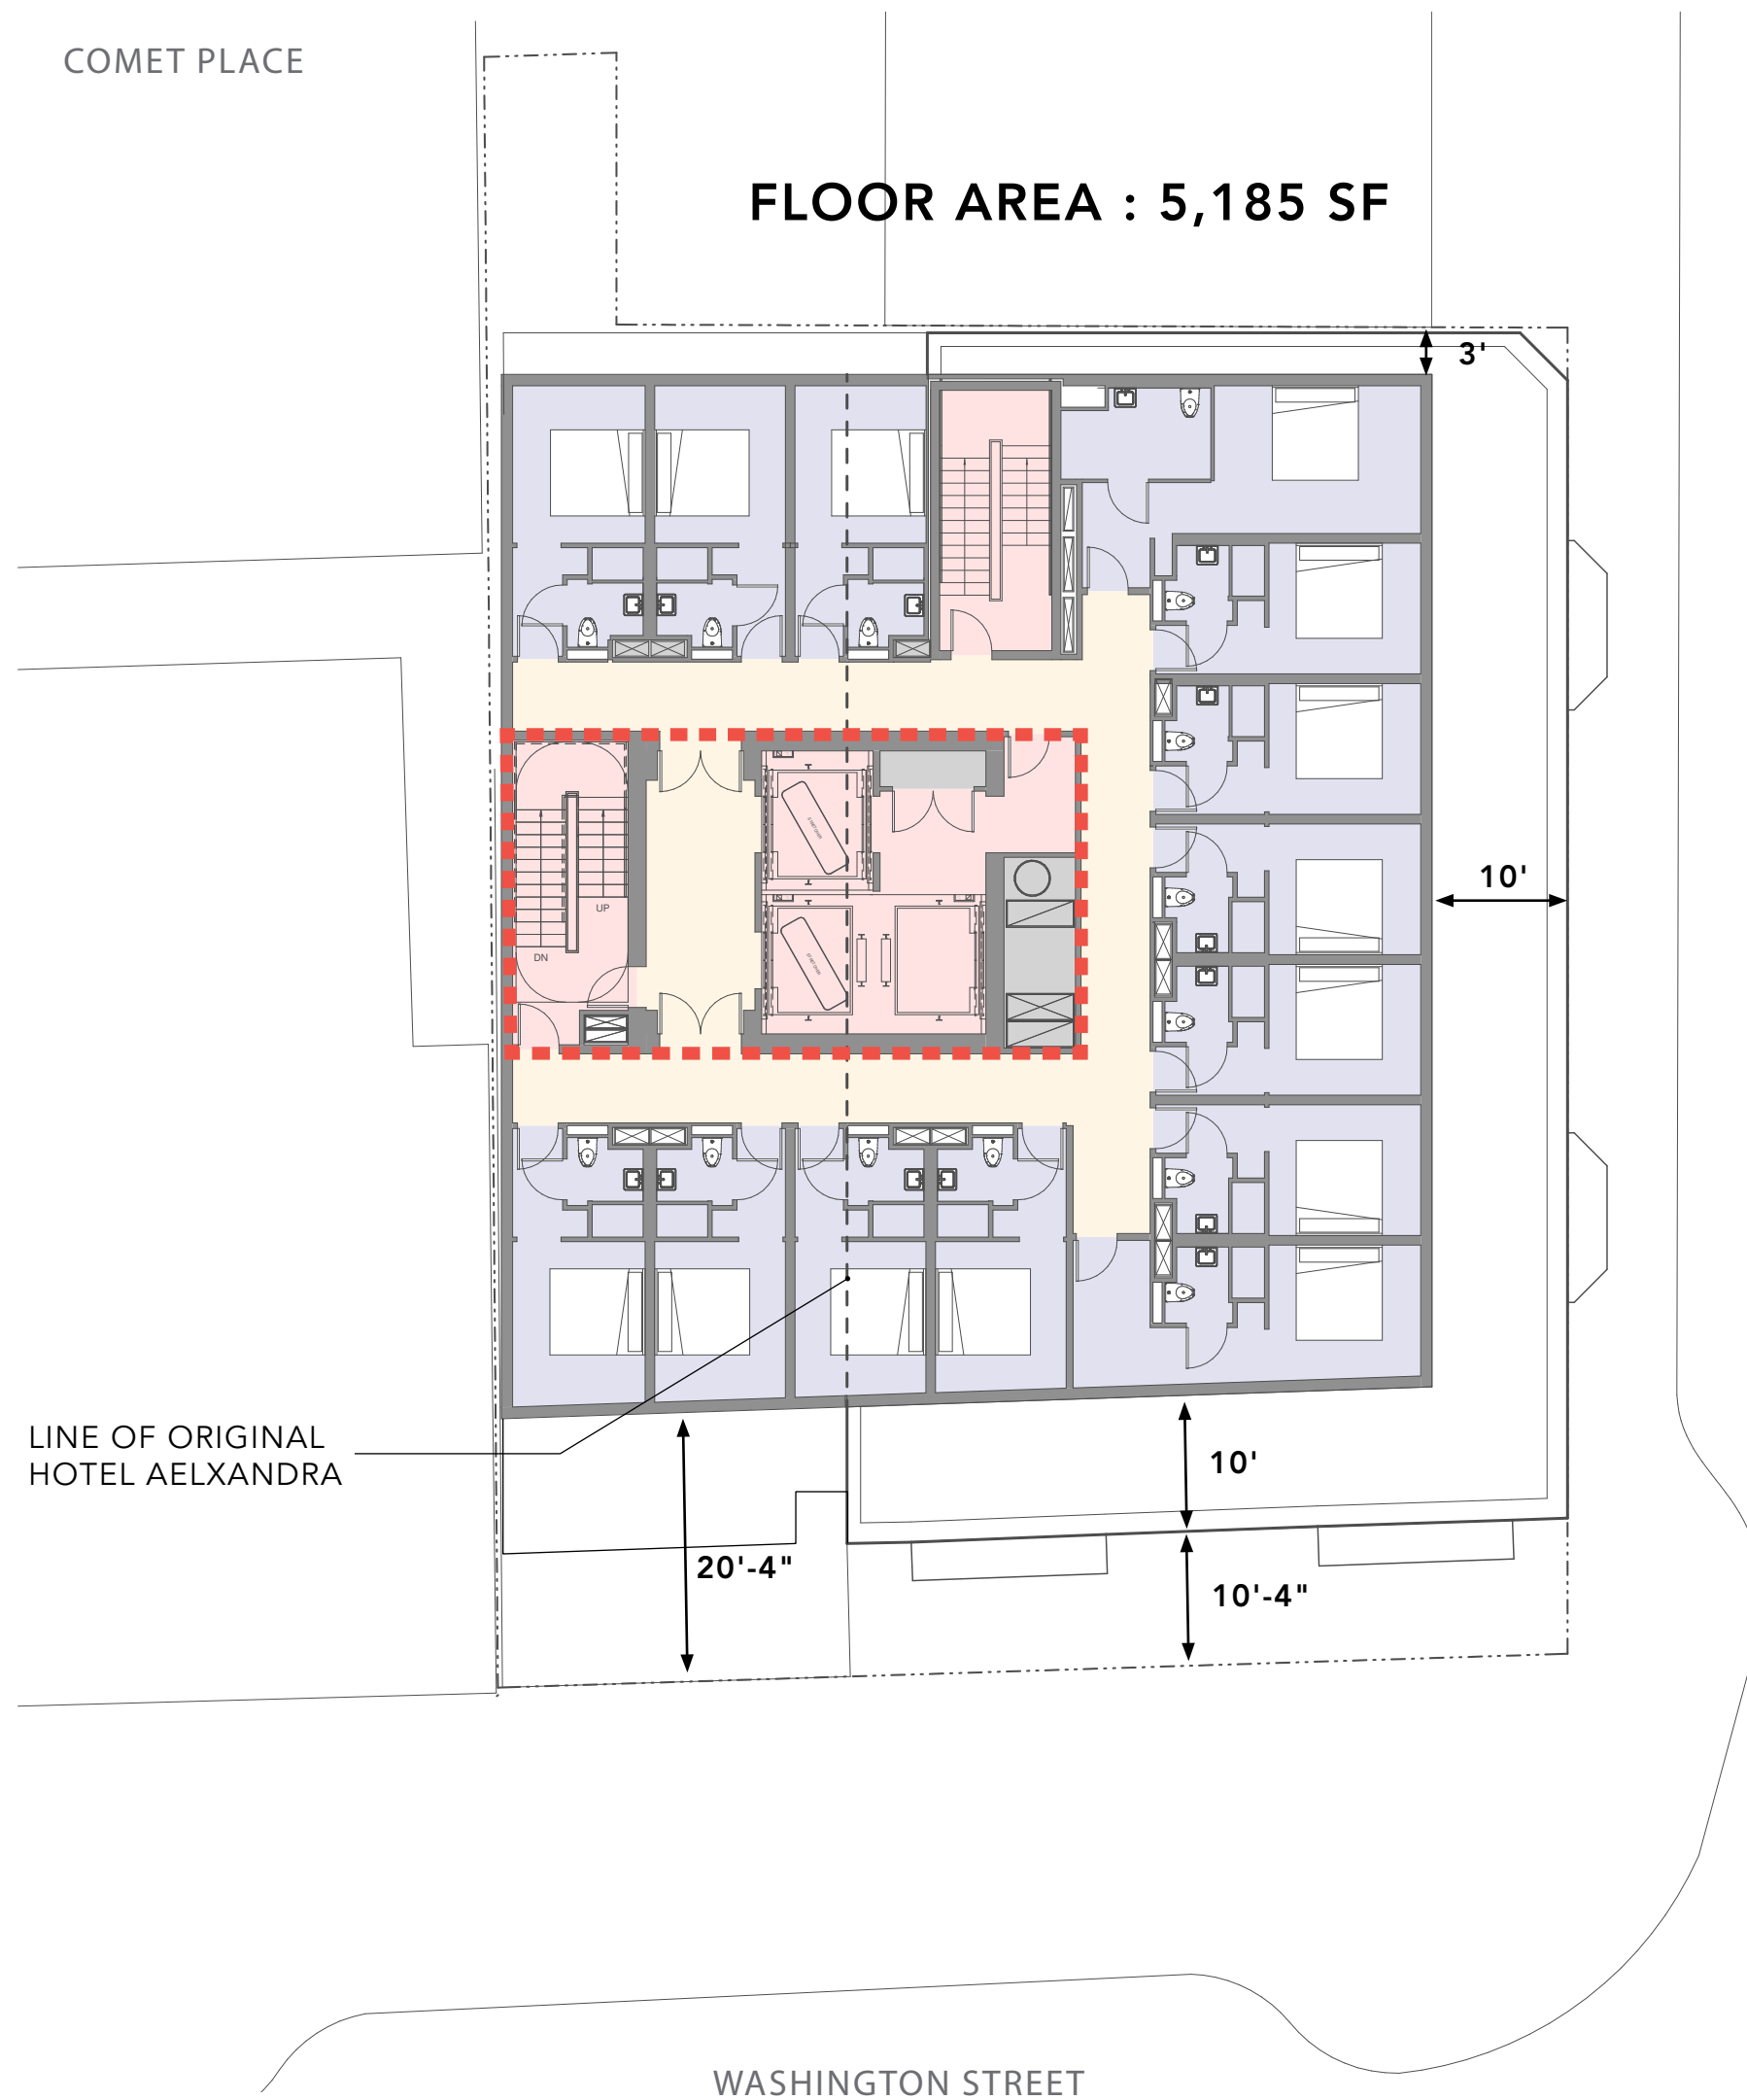 COMET PLACE
FLOOR AREA : 5,185 SF
3'
10'
UP
DN
LINE OF ORIGINAL
HOTEL AELXANDRA
10'
20'-4"
10'-4"
WASHINGTON STREET